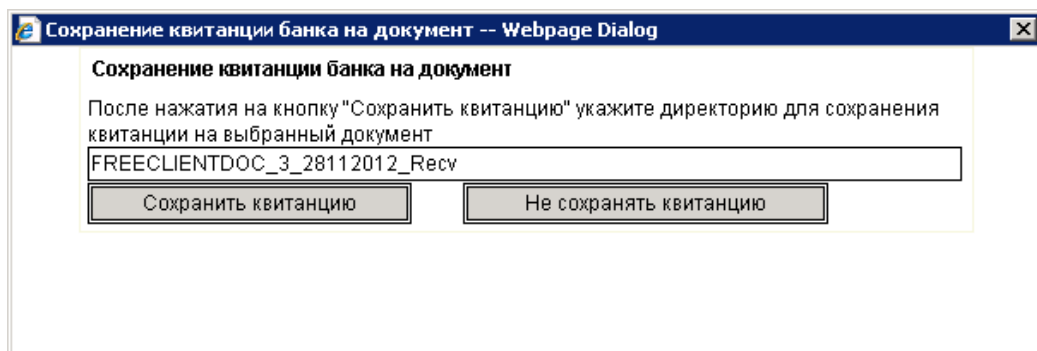 Сохранение квитанции банка на документ -- Webpage Dialog
Сохранение квитанции банка на документ
После нажатия на кнопку "Сохранить квитанцию" укажите директорию для сохранения
квитанции на выбранный документ
FREECLIENTDOC_3_28112012_Recv
Сохранить квитанцию Не сохранять квитанцию